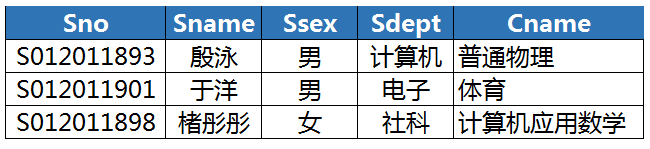 Sno Sname Ssex Sdept Cname
S012011893 殷泳 男 计算机 普通物理
S012011901 于洋 男 电子 体育
S012011898 楮彤彤 女 社科 计算机应用数学